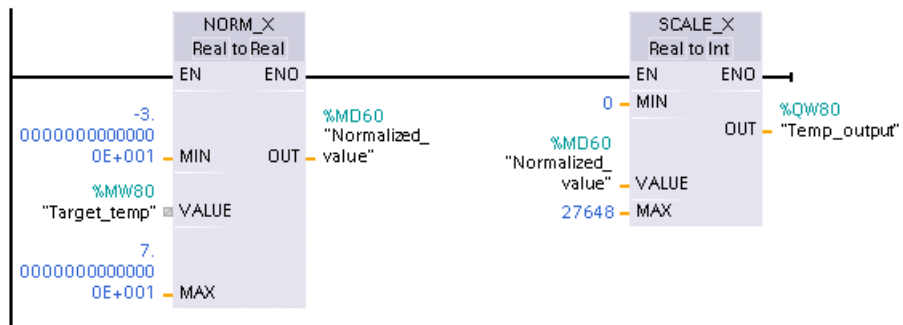 NORM_X
Real to Real
EN ENO
-3.
0000000000000
0E+001
MIN
OUT
%MD60
"Normalized_
value"
%MW80
"Target_temp"
VALUE
7.
0000000000000
0E+001
MAX
SCALE_X
Real to Int
EN ENO
0
MIN
%MD60
"Normalized_
value"
VALUE
27648
MAX
OUT
%QW80
"Temp_output"